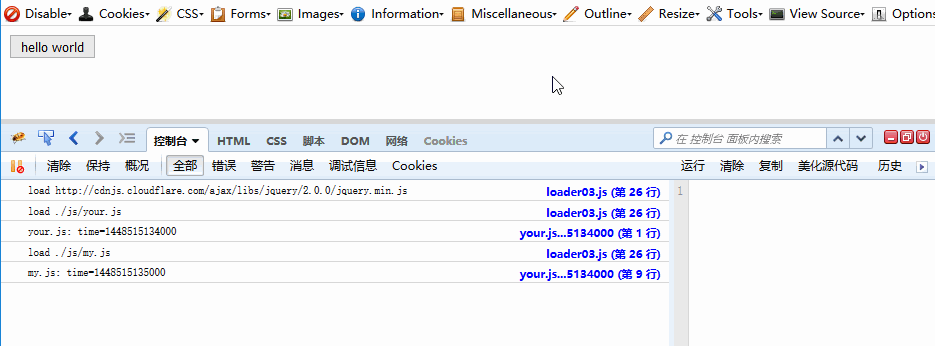 Disable Cookies CSS Forms Images Information Miscellaneous Outline Resize Tools View Source Options
hello world
控制台 HTML CSS 脚本 DOM 网络 Cookies 在 控制台 面板内搜索
清除 保持 概况 全部 错误 警告 消息 调试信息 Cookies 运行 清除 复制 美化源代码 历史
load http://cdnjs.cloudflare.com/ajax/libs/jquery/2.0.0/jquery.min.js loader03.js (第 26 行) 1
load ./js/your.js loader03.js (第 26 行)
your.js: time=1448515134000 your.js...5134000 (第 1 行)
load ./js/my.js loader03.js (第 26 行)
my.js: time=1448515135000 your.js...5134000 (第 9 行)